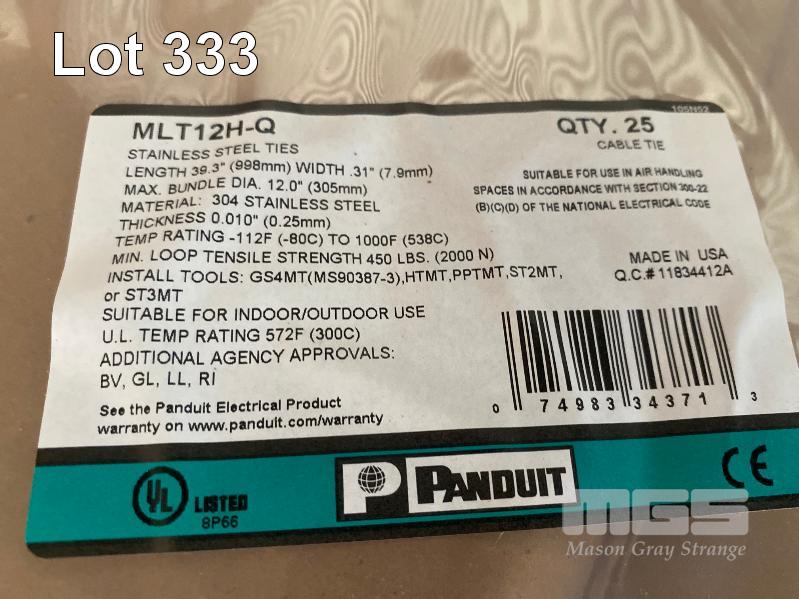 Lot 333
105N52
MLT12H-Q
QTY. 25
STAINLESS STEEL TIES
CABLE TIE
LENGTH 39.3" (998mm) WIDTH .31" (7.9mm)
MAX. BUNDLE DIA. 12.0" (305mm)
MATERIAL: 304 STAINLESS STEEL
THICKNESS 0.010" (0.25mm)
TEMP RATING -112F (-80C) TO 1000F (538C)
MIN. LOOP TENSILE STRENGTH 450 LBS. (2000 N)
INSTALL TOOLS: GS4MT(MS90387-3),HTMT,PPTMT,ST2MT,
or ST3MT
SUITABLE FOR INDOOR/OUTDOOR USE
U.L. TEMP RATING 572F (300C)
ADDITIONAL AGENCY APPROVALS:
BV, GL, LL, RI
See the Panduit Electrical Product
warranty on www.panduit.com/warranty
SUITABLE FOR USE IN AIR HANDLING
SPACES IN ACCORDANCE WITH SECTION 300-22
(B)(C)(D) OF THE NATIONAL ELECTRICAL CODE
MADE IN USA
Q.C.# 11834412A
0 74983 34371 3
UL LISTED
8P66
P PANDUIT
CE
MGS
Mason Gray Strange